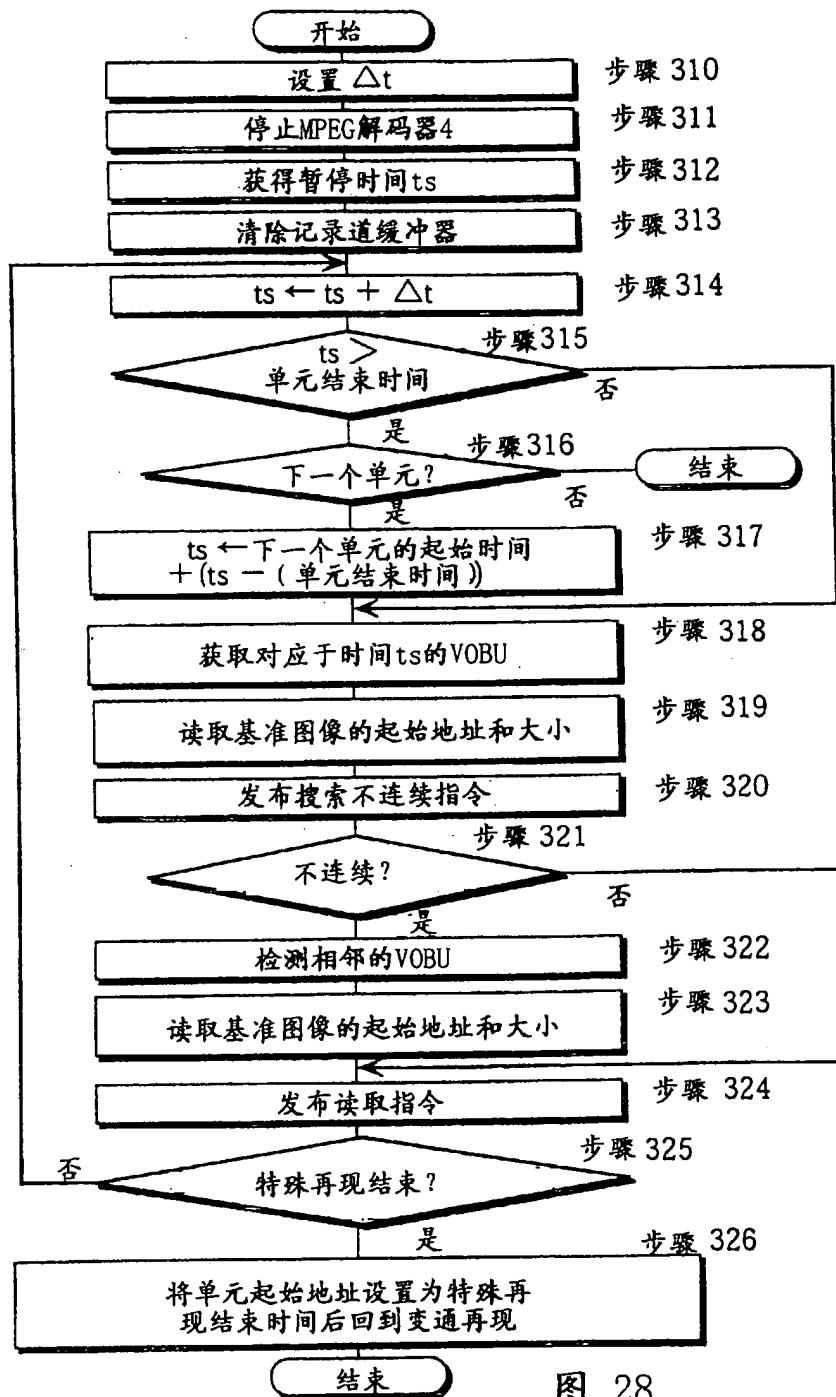 开始
设置 △t
步骤 310
停止MPEG解码器4
步骤 311
获得暂停时间ts
步骤 312
清除记录道缓冲器
步骤 313
ts ← ts + △t
步骤 314
步骤 315
ts >
单元结束时间
否
是
步骤 316
下一个单元?
结束
否
是
步骤 317
ts ← 下一个单元的起始时间
+(ts - (单元结束时间))
步骤 318
获取对应于时间ts的VOBU
步骤 319
读取基准图像的起始地址和大小
发布搜索不连续指令
步骤 320
步骤 321
不连续?
否
是
检测相邻的VOBU
步骤 322
步骤 323
读取基准图像的起始地址和大小
步骤 324
发布读取指令
步骤 325
否
特殊再现结束?
是
步骤 326
将单元起始地址设置为特殊再
现结束时间后回到变通再现
结束
图 28